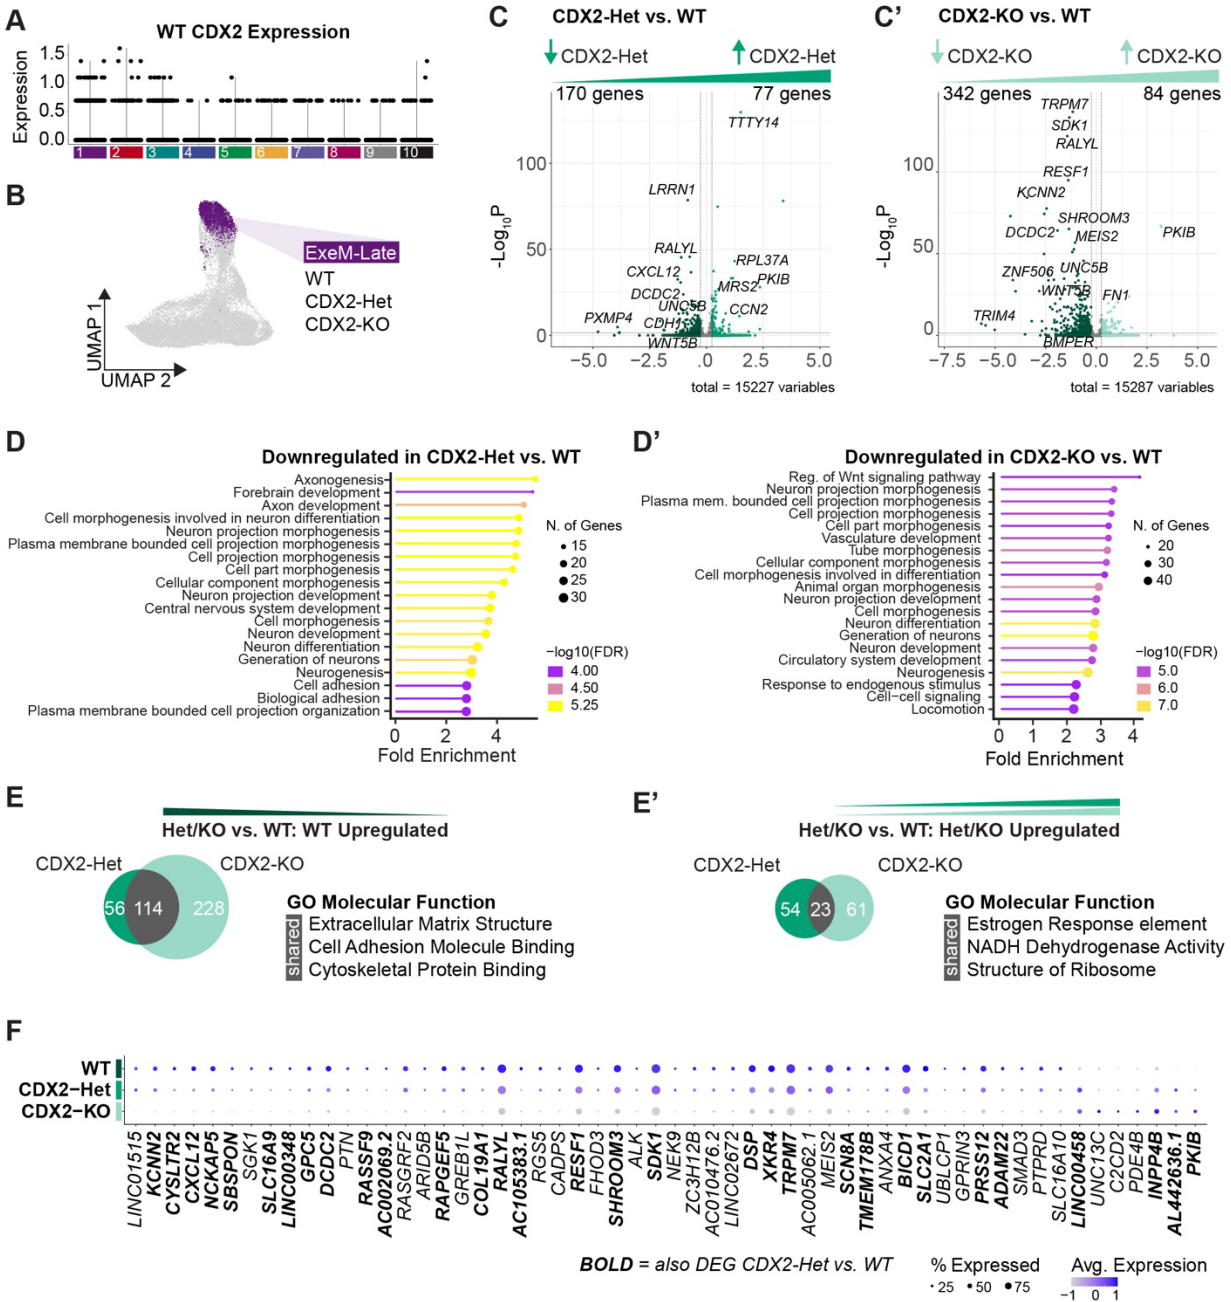 A
WT CDX2 Expression
Expression
1.5
1.0
0.5
0.0
1 2 3 4 5 6 7 8 9 10
B
ExeM-Late
WT
CDX2-Het
CDX2-KO
UMAP 1
UMAP 2
C
CDX2-Het vs. WT
CDX2-Het
CDX2-Het
170 genes
77 genes
TTTY14
LRRN1
RALYL
RPL37A
CXCL12
PKIB
MRS2
DCDC2
UNC5B
CCN2
PXMP4
CDH1
WNT5B
-Log10P
100
50
0
−5.0 −2.5 .0 2.5 5.0
total = 15227 variables
C'
CDX2-KO vs. WT
CDX2-KO
CDX2-KO
342 genes
84 genes
TRPM7
SDK1
RALYL
RESF1
KCNN2
SHROOM3
DCDC2
MEIS2
PKIB
ZNF506
UNC5B
WNT5B
FN1
TRIM4
BMPER
-Log10P
100
50
0
−7.5 −5.0 −2.5 0.0 2.5 5.0
total = 15287 variables
D
Downregulated in CDX2-Het vs. WT
Axonogenesis
Forebrain development
Axon development
Cell morphogenesis involved in neuron differentiation
Neuron projection morphogenesis
Plasma membrane bounded cell projection morphogenesis
Cell projection morphogenesis
Cell part morphogenesis
Cellular component morphogenesis
Neuron projection development
Central nervous system development
Cell morphogenesis
Neuron development
Neuron differentiation
Generation of neurons
Neurogenesis
Cell adhesion
Biological adhesion
Plasma membrane bounded cell projection organization
0 2 4
Fold Enrichment
N. of Genes
15
20
25
30
−log10(FDR)
4.00
4.50
5.25
D'
Downregulated in CDX2-KO vs. WT
Reg. of Wnt signaling pathway
Neuron projection morphogenesis
Plasma mem. bounded cell projection morphogenesis
Cell projection morphogenesis
Cell part morphogenesis
Vasculature development
Tube morphogenesis
Cellular component morphogenesis
Cell morphogenesis involved in differentiation
Animal organ morphogenesis
Neuron projection development
Cell morphogenesis
Neuron differentiation
Generation of neurons
Neuron development
Circulatory system development
Neurogenesis
Response to endogenous stimulus
Cell−cell signaling
Locomotion
0 1 2 3 4
Fold Enrichment
N. of Genes
20
30
40
−log10(FDR)
5.0
6.0
7.0
E
Het/KO vs. WT: WT Upregulated
CDX2-Het
CDX2-KO
56 114 228
GO Molecular Function
shared
Extracellular Matrix Structure
Cell Adhesion Molecule Binding
Cytoskeletal Protein Binding
E'
Het/KO vs. WT: Het/KO Upregulated
CDX2-Het
CDX2-KO
54 23 61
GO Molecular Function
shared
Estrogen Response element
NADH Dehydrogenase Activity
Structure of Ribosome
F
WT
CDX2−Het
CDX2−KO
LINC01515
KCNN2
CYSLTR2
CXCL12
NCKAP5
SBSPON
SGK1
SLC16A9
LINC00348
GPC5
DCDC2
PTN
RASSF9
AC002069.2
RASGRF2
ARID5B
RAPGEF5
GREB1L
COL19A1
RALYL
AC105383.1
RGS5
CADPS
RESF1
FHOD3
SHROOM3
ALK
SDK1
NEK9
ZC3H12B
AC010476.2
LINC02672
DSP
XKR4
TRPM7
AC005062.1
MEIS2
SCN8A
TMEM178B
ANXA4
BICD1
SLC2A1
UBLCP1
GPRIN3
PRSS12
ADAM22
SMAD3
PTPRD
SLC16A10
LINC00458
UNC13C
C2CD2
PDE4B
INPP4B
AL442636.1
PKIB
BOLD = also DEG CDX2-Het vs. WT
% Expressed
25 50 75
Avg. Expression
−1 0 1